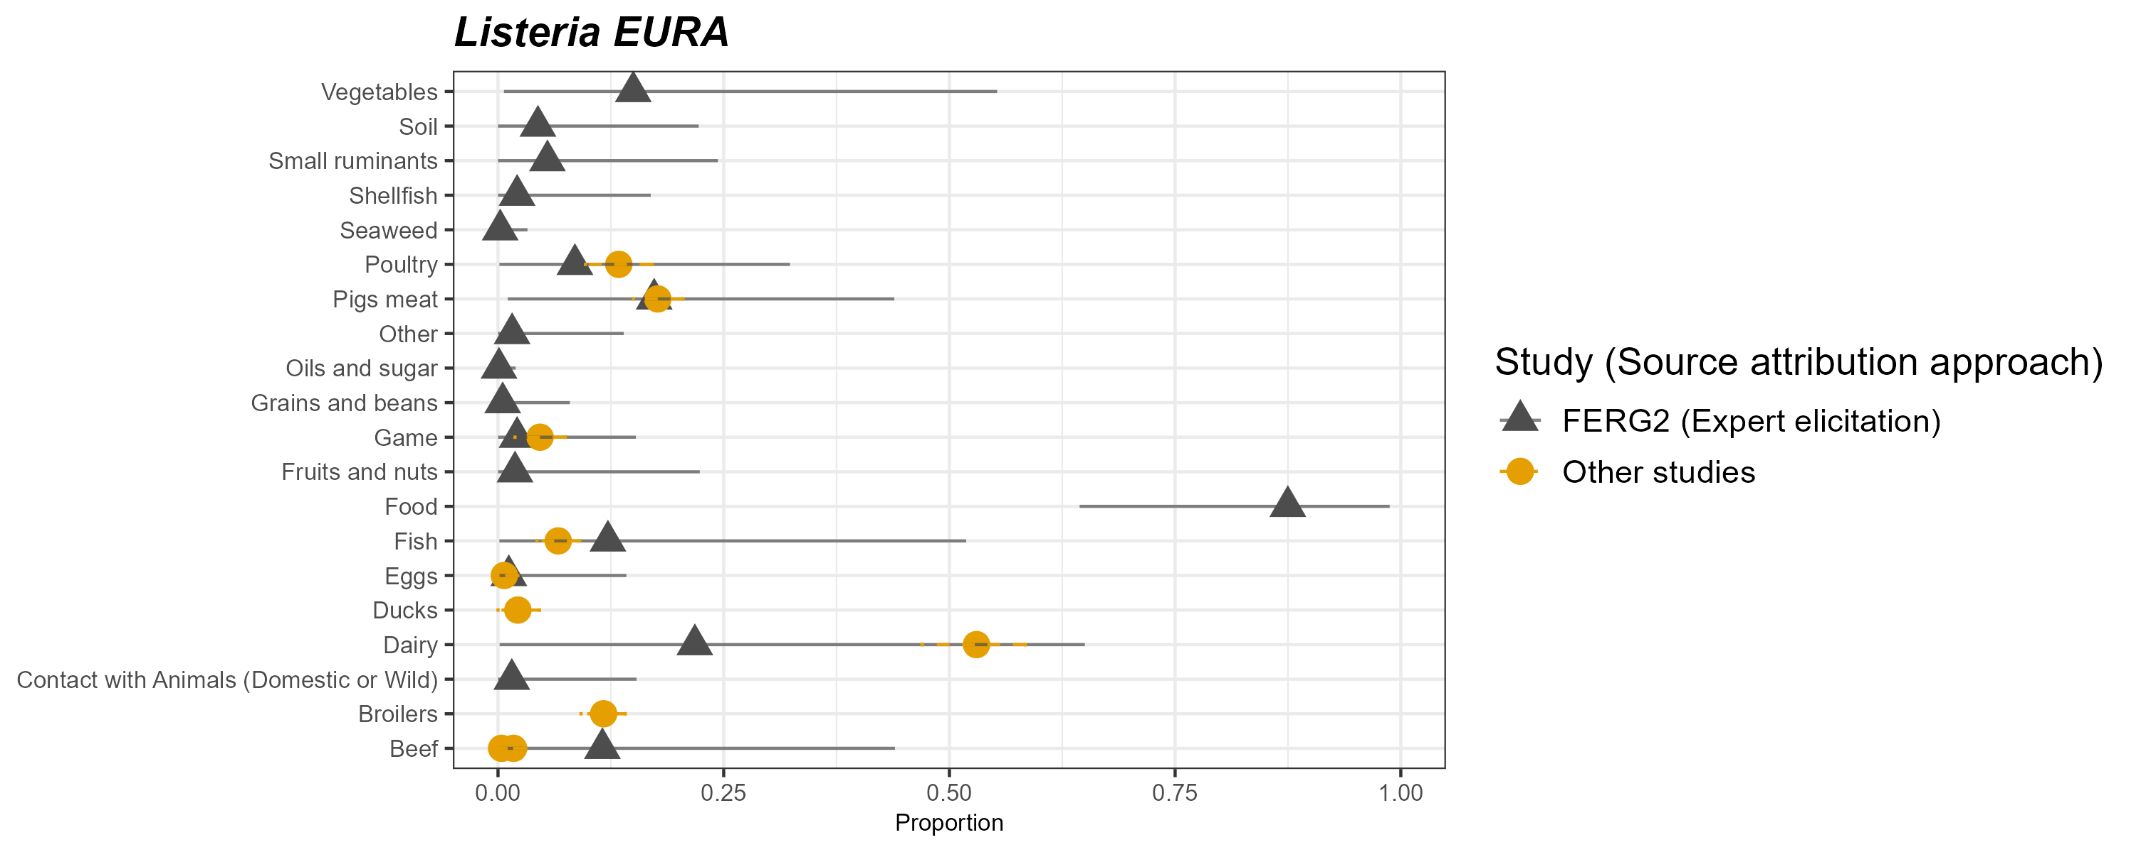 Listeria EURA
Vegetables
Soil
Small ruminants
Shellfish
Seaweed
Poultry
Pigs meat
Other
Oils and sugar
Grains and beans
Game
Fruits and nuts
Food
Fish
Eggs
Ducks
Dairy
Contact with Animals (Domestic or Wild)
Broilers
Beef
0.00 0.25 0.50 0.75 1.00
Proportion
Study (Source attribution approach)
FERG2 (Expert elicitation)
Other studies